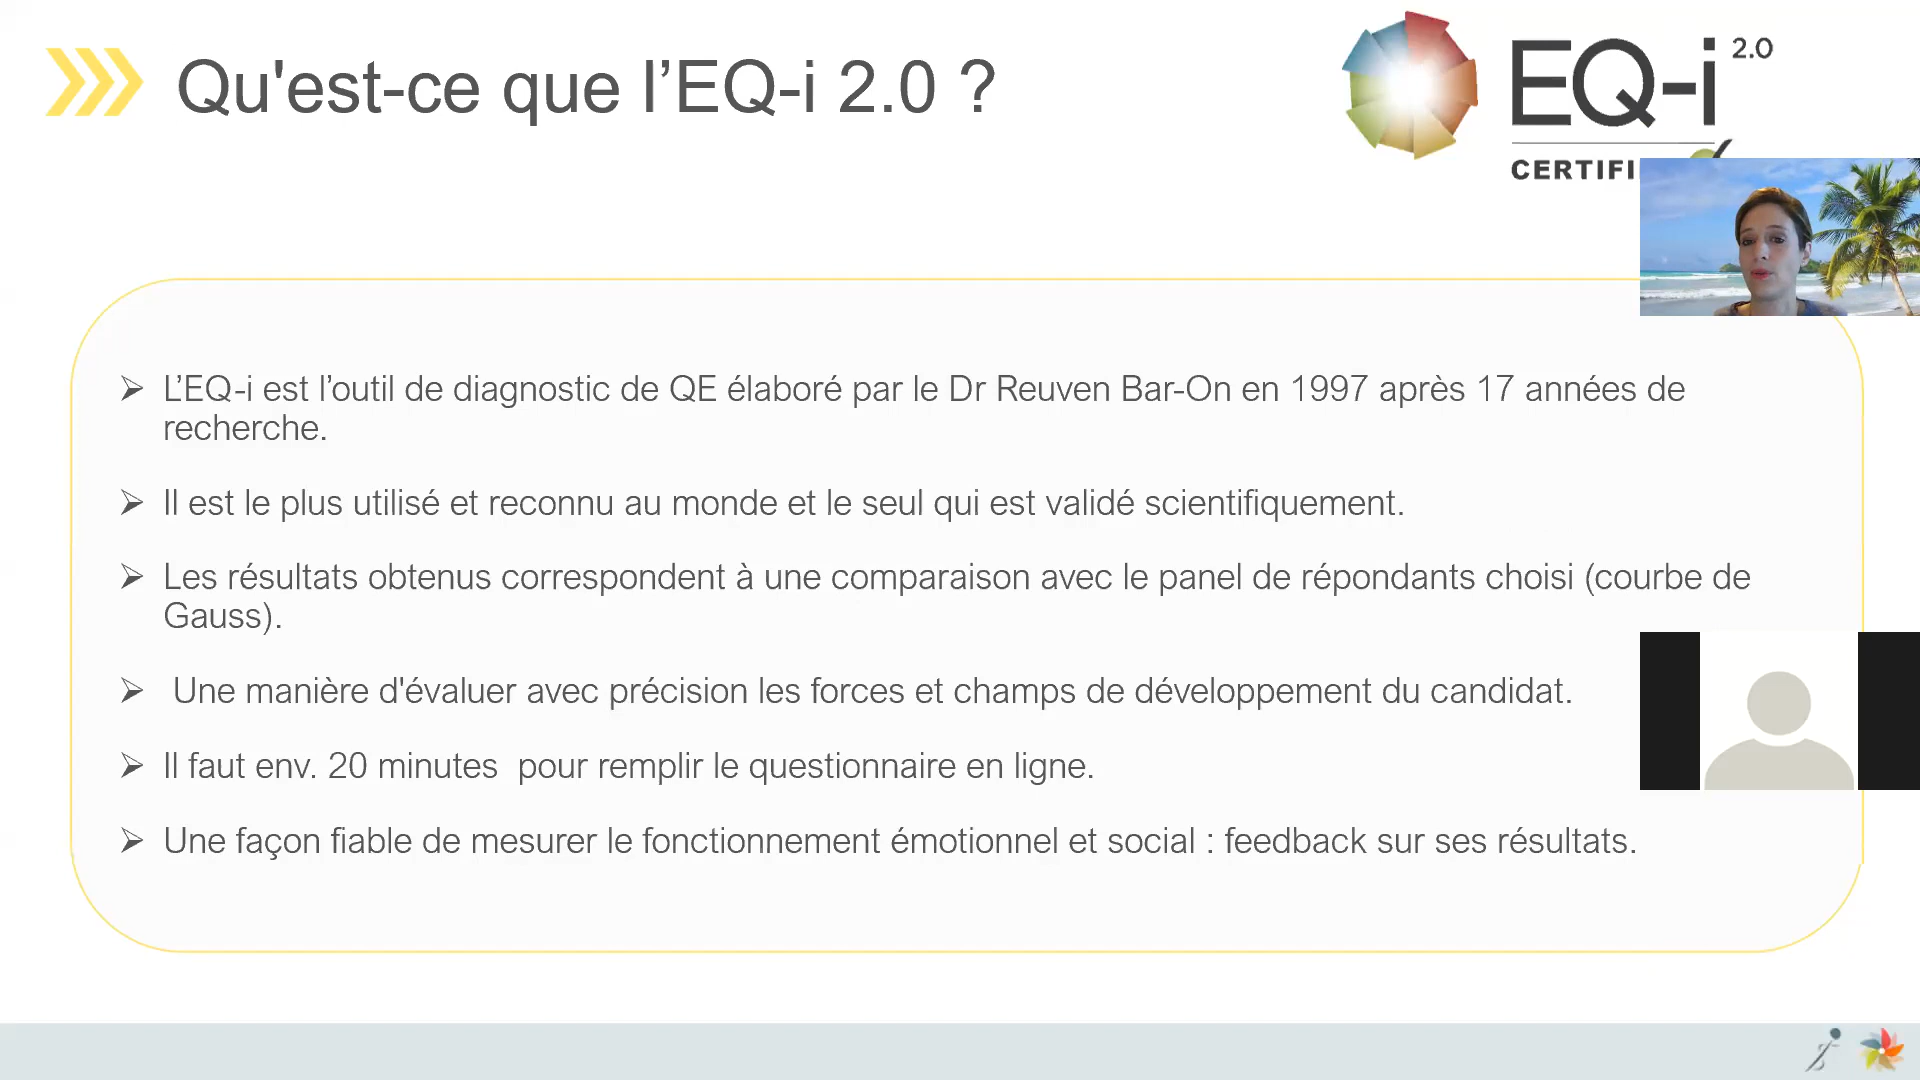 Qu'est-ce que l’EQ-i 2.0 ?
EQ-i 2.0
L’EQ-i est l’outil de diagnostic de QE élaboré par le Dr Reuven Bar-On en 1997 après 17 années de
recherche.
Il est le plus utilisé et reconnu au monde et le seul qui est validé scientifiquement.
Les résultats obtenus correspondent à une comparaison avec le panel de répondants choisi (courbe de
Gauss).
Une manière d'évaluer avec précision les forces et champs de développement du candidat.
Il faut env. 20 minutes  pour remplir le questionnaire en ligne.
Une façon fiable de mesurer le fonctionnement émotionnel et social : feedback sur ses résultats.